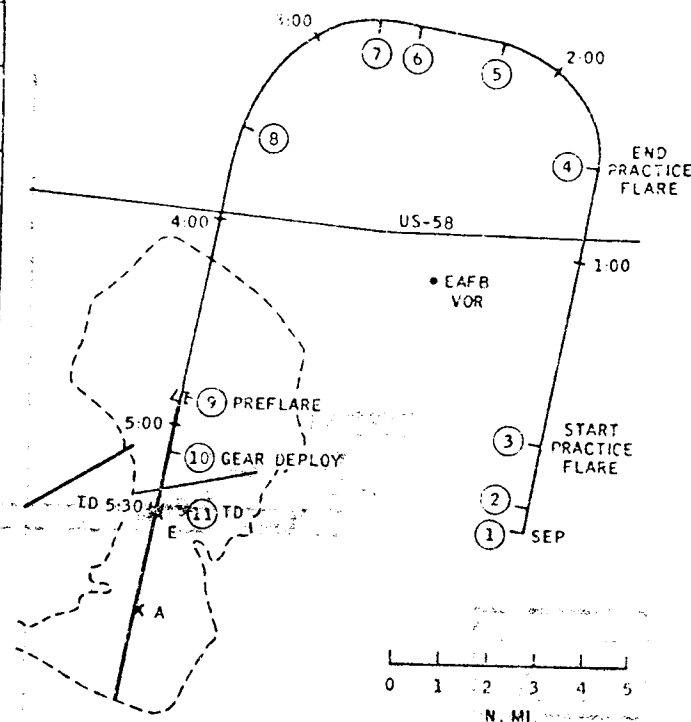 3:00
7
6
5
2:00
8
4
END
PRACTICE
FLARE
4:00
US-58
1:00
EAFB
VOR
9 PREFLARE
5:00
3
START
PRACTICE
FLARE
10 GEAR DEPLOY
2
5:30
11 TD
E
1
SEP
A
0 1 2 3 4 5
N. MI.